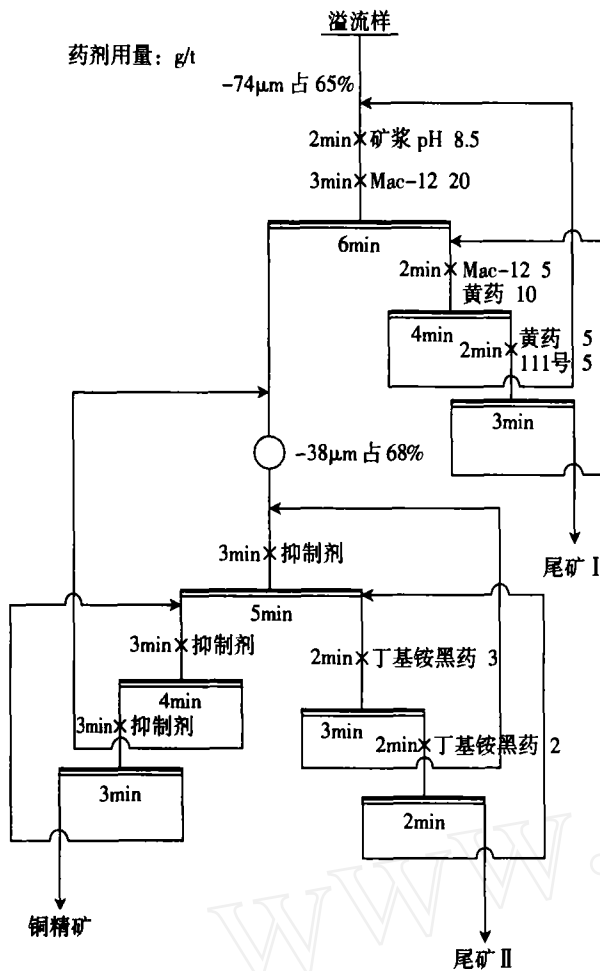 溢流样
药剂用量: g/t
-74μm 占 65%
2min 矿浆 pH 8.5
3min Mac-12 20
6min
2min Mac-12 5
黄药 10
4min
2min 黄药 5
111号 5
3min
-38μm 占 68%
尾矿 Ⅰ
3min 抑制剂
5min
3min 抑制剂
2min 丁基铵黑药 3
4min
3min 抑制剂
3min
2min 丁基铵黑药 2
3min
2min
铜精矿
尾矿 Ⅱ
www.